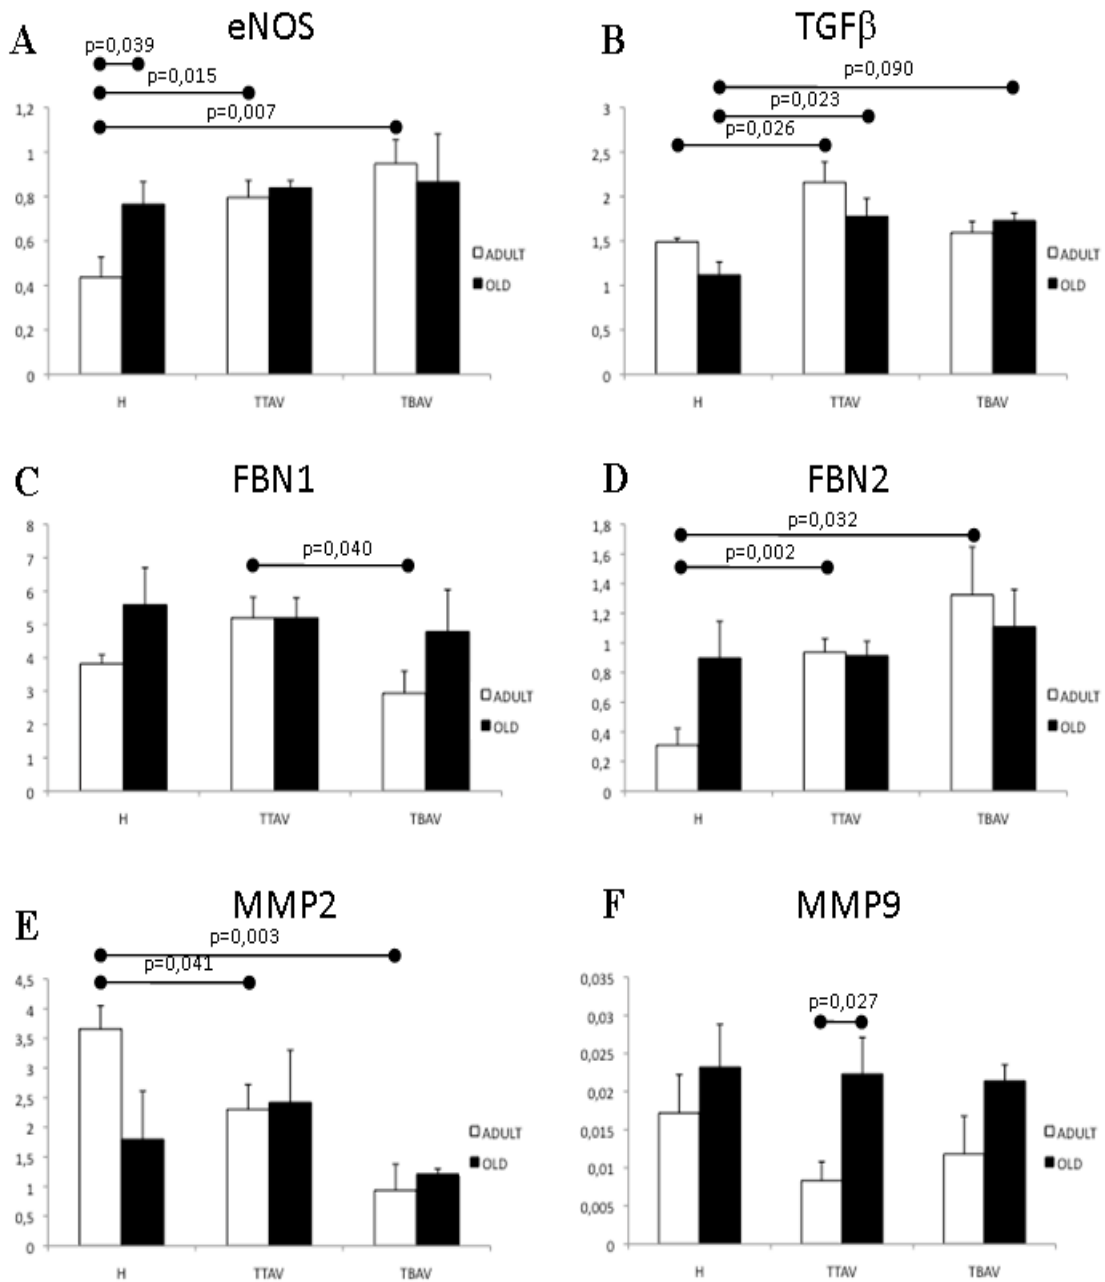 A
eNOS
p=0,039
p=0,015
p=0,007
1,2
1
0,8
0,6
0,4
0,2
0
H
TTAV
TBAV
ADULT
OLD
B
TGFβ
p=0,090
p=0,023
p=0,026
3
2,5
2
1,5
1
0,5
0
H
TTAV
TBAV
ADULT
OLD
C
FBN1
p=0,040
8
7
6
5
4
3
2
1
0
H
TTAV
TBAV
ADULT
OLD
D
FBN2
p=0,032
p=0,002
1,8
1,6
1,4
1,2
1
0,8
0,6
0,4
0,2
0
H
TTAV
TBAV
ADULT
OLD
E
MMP2
p=0,003
p=0,041
4,5
4
3,5
3
2,5
2
1,5
1
0,5
0
H
TTAV
TBAV
ADULT
OLD
F
MMP9
p=0,027
0,035
0,03
0,025
0,02
0,015
0,01
0,005
0
H
TTAV
TBAV
ADULT
OLD